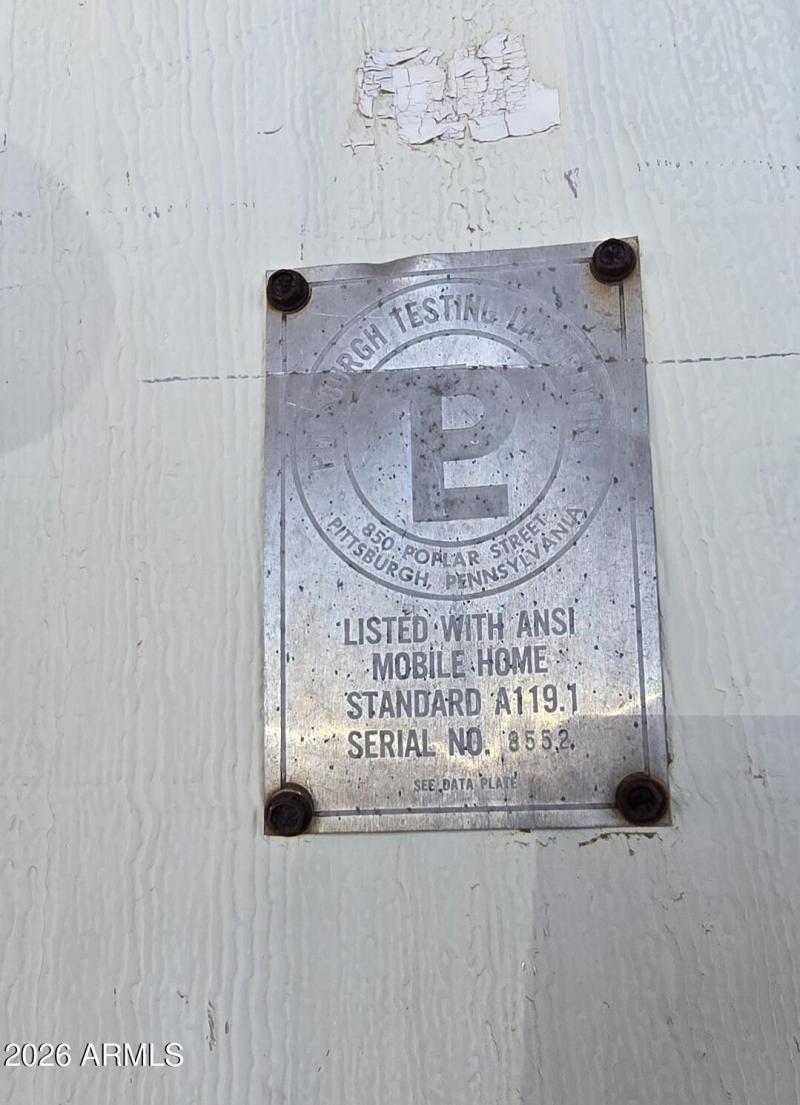 PITTSBURGH TESTING LABORATORY
PL
850 POPLAR STREET
PITTSBURGH, PENNSYLVANIA
LISTED WITH ANSI
MOBILE HOME
STANDARD A119.1
SERIAL NO. 8552
SEE DATA PLATE
2026 ARMLS